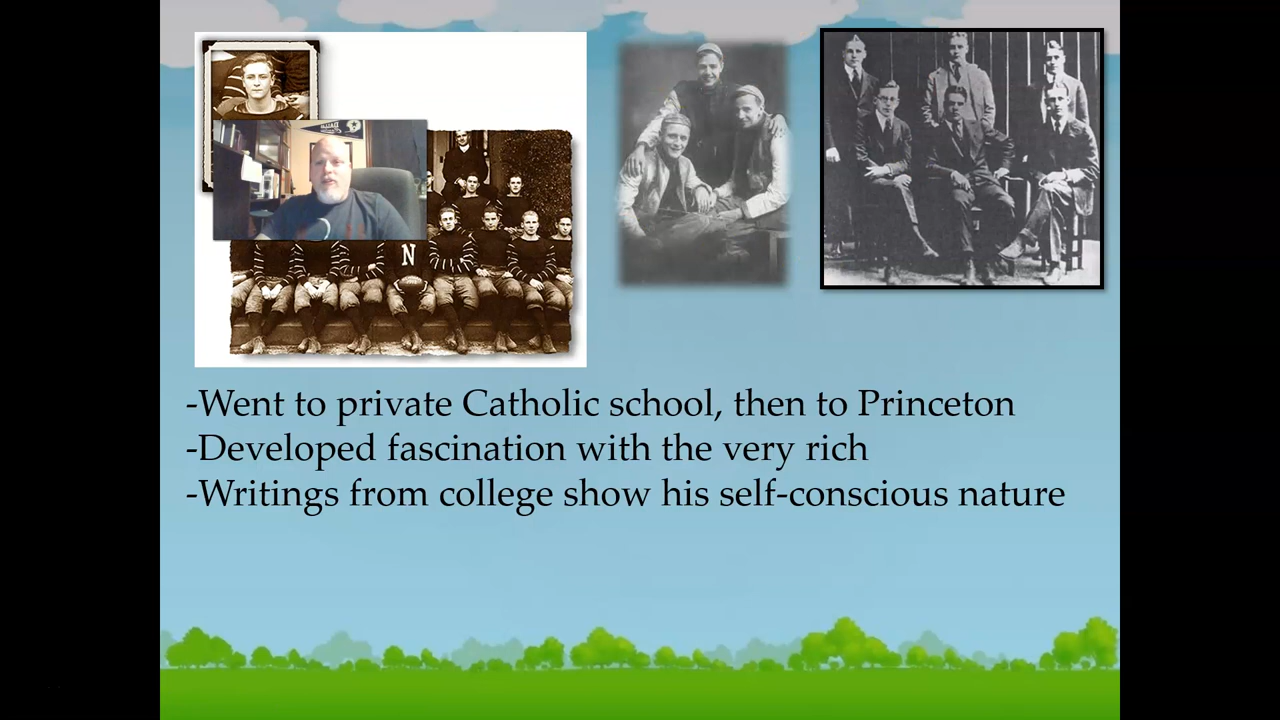 N
-Went to private Catholic school, then to Princeton
-Developed fascination with the very rich
-Writings from college show his self-conscious nature